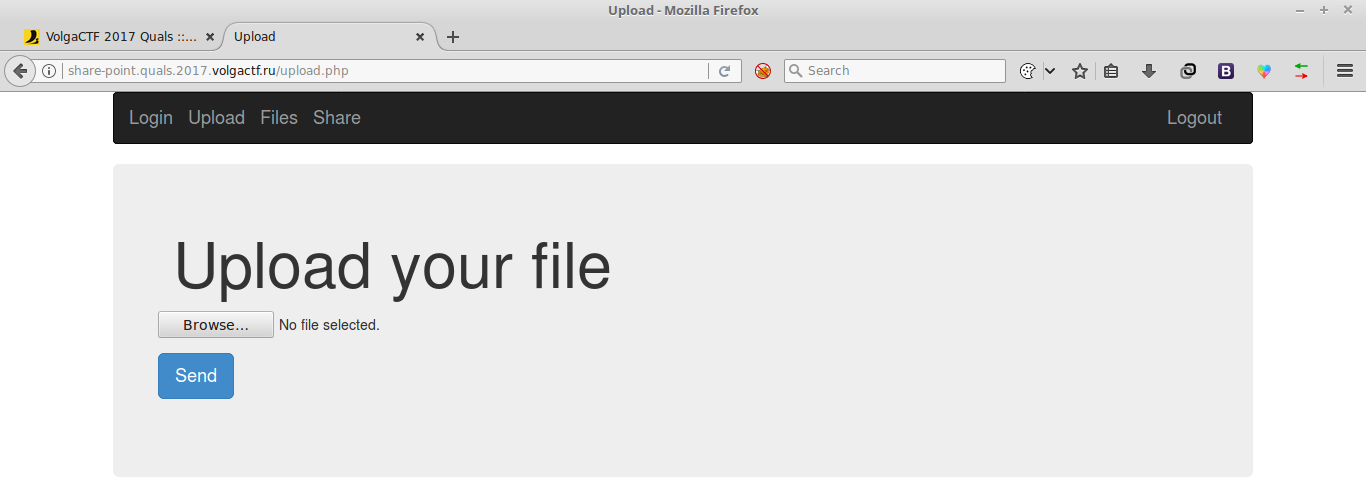 Upload - Mozilla Firefox
VolgaCTF 2017 Quals ::...
Upload
share-point.quals.2017.volgactf.ru/upload.php
Search
B
Login Upload Files Share Logout
Upload your file
Browse... No file selected.
Send